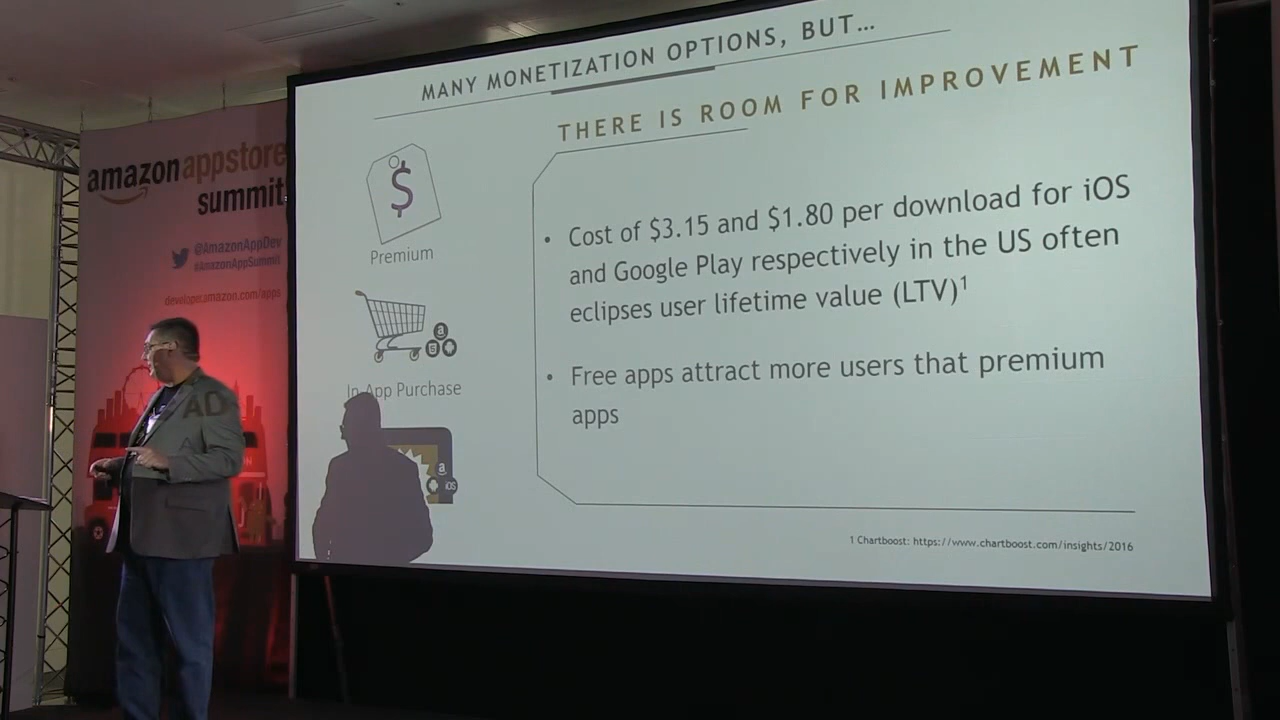 MANY MONETIZATION OPTIONS, BUT…
THERE IS ROOM FOR IMPROVEMENT
amazon appstore
summit
@AmazonAppDev
#AmazonAppSummit
developer.amazon.com/apps
$
Premium
a
In-App Purchase
AD
a
iOS
• Cost of $3.15 and $1.80 per download for iOS
and Google Play respectively in the US often
eclipses user lifetime value (LTV)1
• Free apps attract more users that premium
apps
1 Chartboost: https://www.chartboost.com/insights/2016